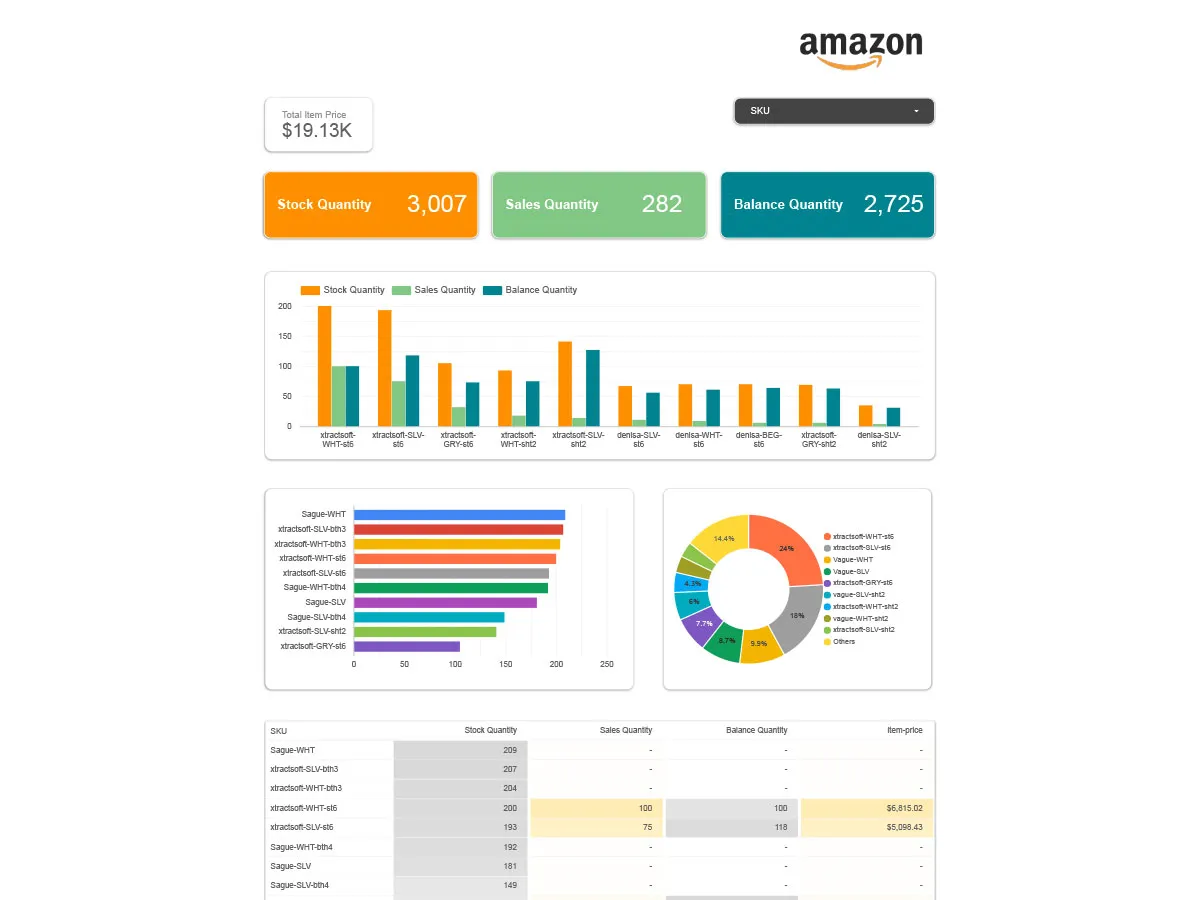 amazon
Total Item Price
$19.13K
SKU
Stock Quantity 3,007
Sales Quantity 282
Balance Quantity 2,725
Stock Quantity Sales Quantity Balance Quantity
200
150
100
50
0
xtractsoft-WHT-st6
xtractsoft-SLV-st6
xtractsoft-GRY-st6
xtractsoft-WHT-sht2
xtractsoft-SLV-sht2
denisa-SLV-st6
denisa-WHT-st6
denisa-BEG-st6
xtractsoft-GRY-sht2
denisa-SLV-sht2
Sague-WHT
xtractsoft-SLV-bth3
xtractsoft-WHT-bth3
xtractsoft-WHT-st6
xtractsoft-SLV-st6
Sague-WHT-bth4
Sague-SLV
Sague-SLV-bth4
xtractsoft-SLV-sht2
xtractsoft-GRY-st6
0 50 100 150 200 250
14.4%
24%
4.3%
6%
7.7%
8.7%
9.9%
18%
xtractsoft-WHT-st6
xtractsoft-SLV-st6
Vague-WHT
Vague-SLV
xtractsoft-GRY-st6
vague-SLV-sht2
xtractsoft-WHT-sht2
vague-WHT-sht2
xtractsoft-SLV-sht2
Others
SKU Stock Quantity Sales Quantity Balance Quantity Item-price
Sague-WHT 209 - - -
xtractsoft-SLV-bth3 207 - - -
xtractsoft-WHT-bth3 204 - - -
xtractsoft-WHT-st6 200 100 100 $6,815.02
xtractsoft-SLV-st6 193 75 118 $5,098.43
Sague-WHT-bth4 192 - - -
Sague-SLV 181 - - -
Sague-SLV-bth4 149 - - -